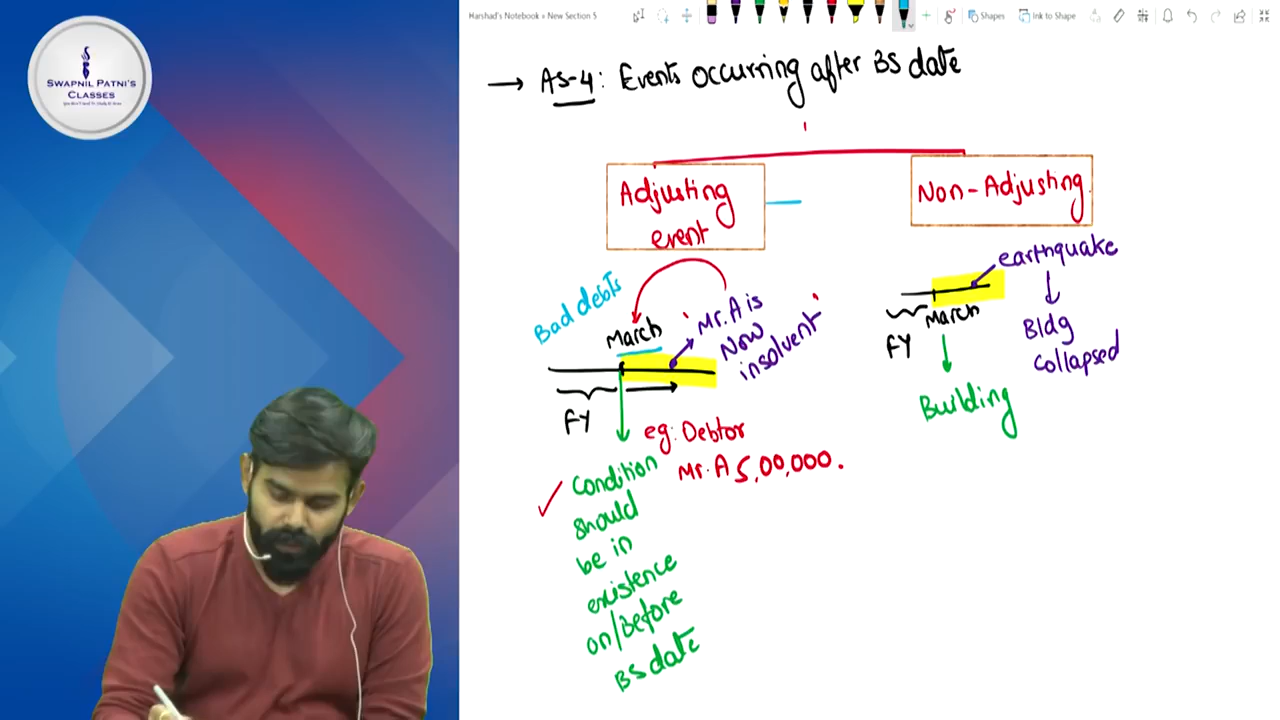 SWAPNIL PATNI'S
CLASSES
Harshad's Notebook » New Section 5
Shapes
Ink to Shape
→ AS-4: Events occurring after BS date
Adjusting
event
Non-Adjusting
Bad debts
March
Mr. A is
Now
insolvent
FY
eg: Debtor
Mr. A 5,00,000.
✓ Condition
should
be in
existence
on/Before
BS date
earthquake
March
FY
Bldg
collapsed
Building